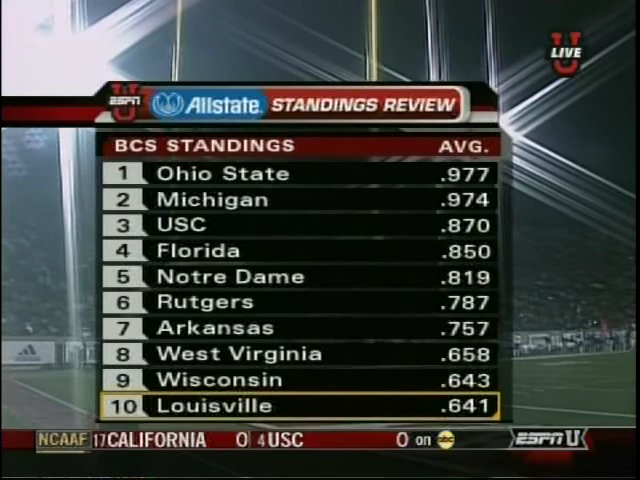 U
LIVE
ESPN
U
Allstate STANDINGS REVIEW
BCS STANDINGS AVG.
1 Ohio State .977
2 Michigan .974
3 USC .870
4 Florida .850
5 Notre Dame .819
6 Rutgers .787
7 Arkansas .757
8 West Virginia .658
9 Wisconsin .643
10 Louisville .641
adidas
NCAAF 17 CALIFORNIA 0 4 USC 0 on abc ESPN U